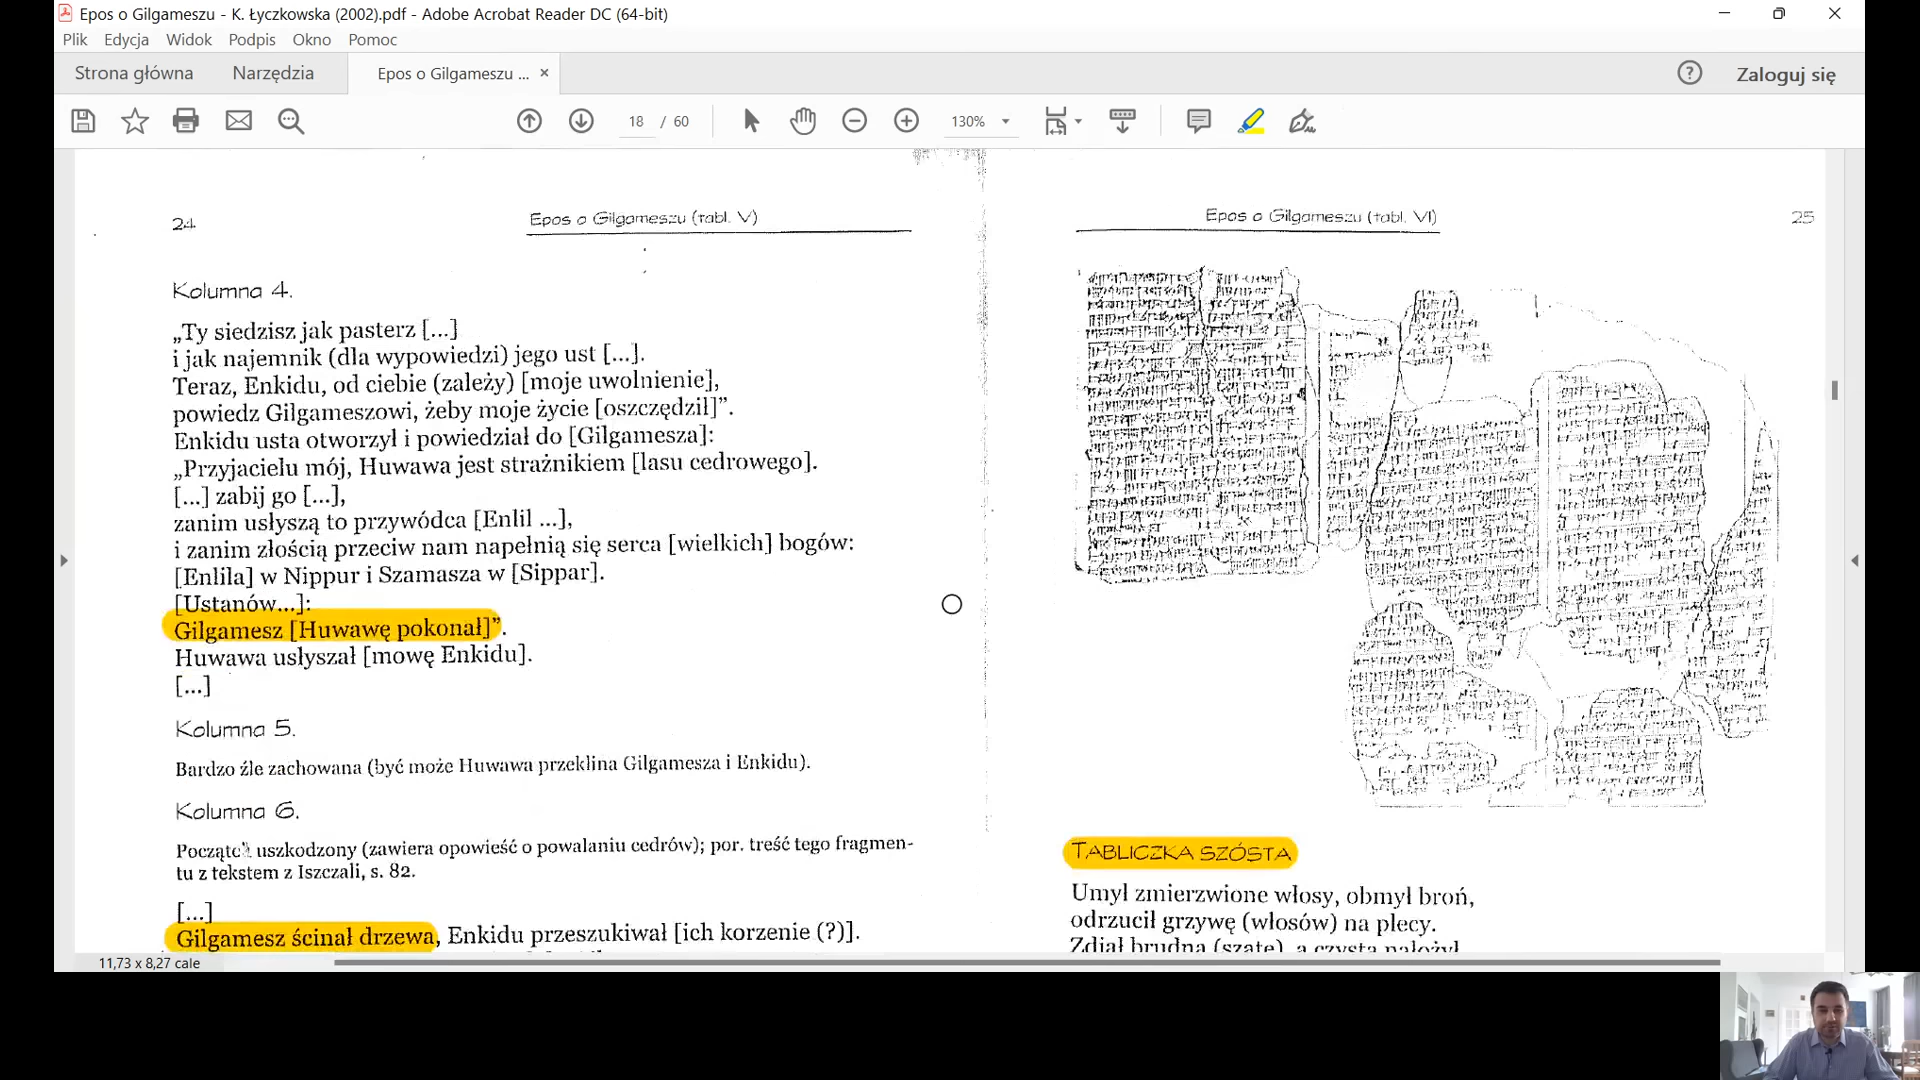 Epos o Gilgameszu - K. Łyczkowska (2002).pdf - Adobe Acrobat Reader DC (64-bit)
Plik Edycja Widok Podpis Okno Pomoc
Strona główna Narzędzia Epos o Gilgameszu ... × Zaloguj się
18 / 60 130%
24 Epos o Gilgameszu (tabl. V)
Kolumna 4.
„Ty siedzisz jak pasterz [...]
i jak najemnik (dla wypowiedzi) jego ust [...].
Teraz, Enkidu, od ciebie (zależy) [moje uwolnienie],
powiedz Gilgameszowi, żeby moje życie [oszczędził]”.
Enkidu usta otworzył i powiedział do [Gilgamesza]:
„Przyjacielu mój, Huwawa jest strażnikiem [lasu cedrowego].
[...] zabij go [...],
zanim usłyszą to przywódca [Enlil ...],
i zanim złością przeciw nam napełnią się serca [wielkich] bogów:
[Enlila] w Nippur i Szamasza w [Sippar].
[Ustanów...]:
Gilgamesz [Huwawę pokonał]”.
Huwawa usłyszał [mowę Enkidu].
[...]
Kolumna 5.
Bardzo źle zachowana (być może Huwawa przeklina Gilgamesza i Enkidu).
Kolumna 6.
Początek uszkodzony (zawiera opowieść o powalaniu cedrów); por. treść tego fragmen-
tu z tekstem z Iszczali, s. 82.
[...]
Gilgamesz ścinał drzewa, Enkidu przeszukiwał [ich korzenie (?)].
Epos o Gilgameszu (tabl. VI) 25
TABLICZKA SZÓSTA
Umył zmierzwione włosy, obmył broń,
odrzucił grzywę (włosów) na plecy.
Zdjął brudną (szatę), a czystą nałożył
11,73 x 8,27 cale